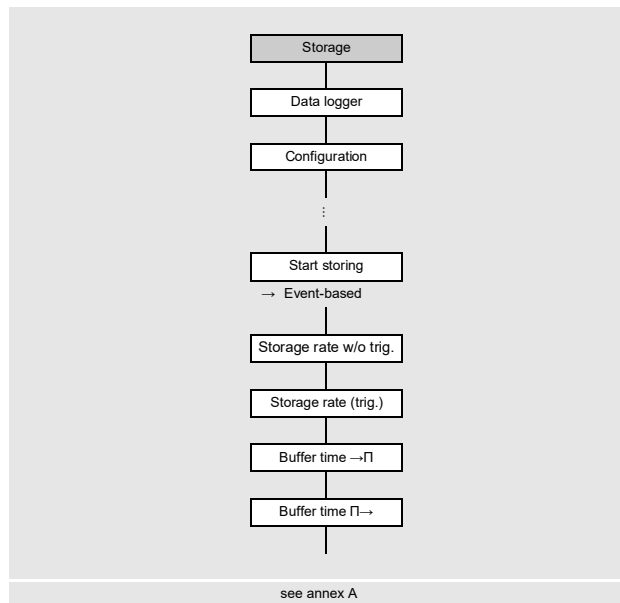 Storage
Data logger
Configuration
⋮
Start storing
→ Event-based
Storage rate w/o trig.
Storage rate (trig.)
Buffer time →Π
Buffer time Π→
see annex A